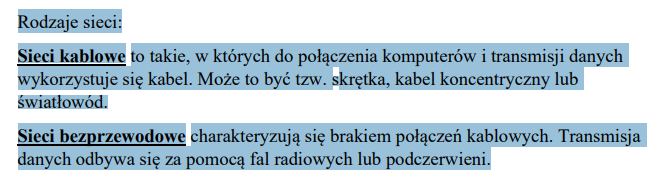 Rodzaje sieci:
Sieci kablowe to takie, w których do połączenia komputerów i transmisji danych
wykorzystuje się kabel. Może to być tzw. skrętka, kabel koncentryczny lub
światłowód.
Sieci bezprzewodowe charakteryzują się brakiem połączeń kablowych. Transmisja
danych odbywa się za pomocą fal radiowych lub podczerwieni.